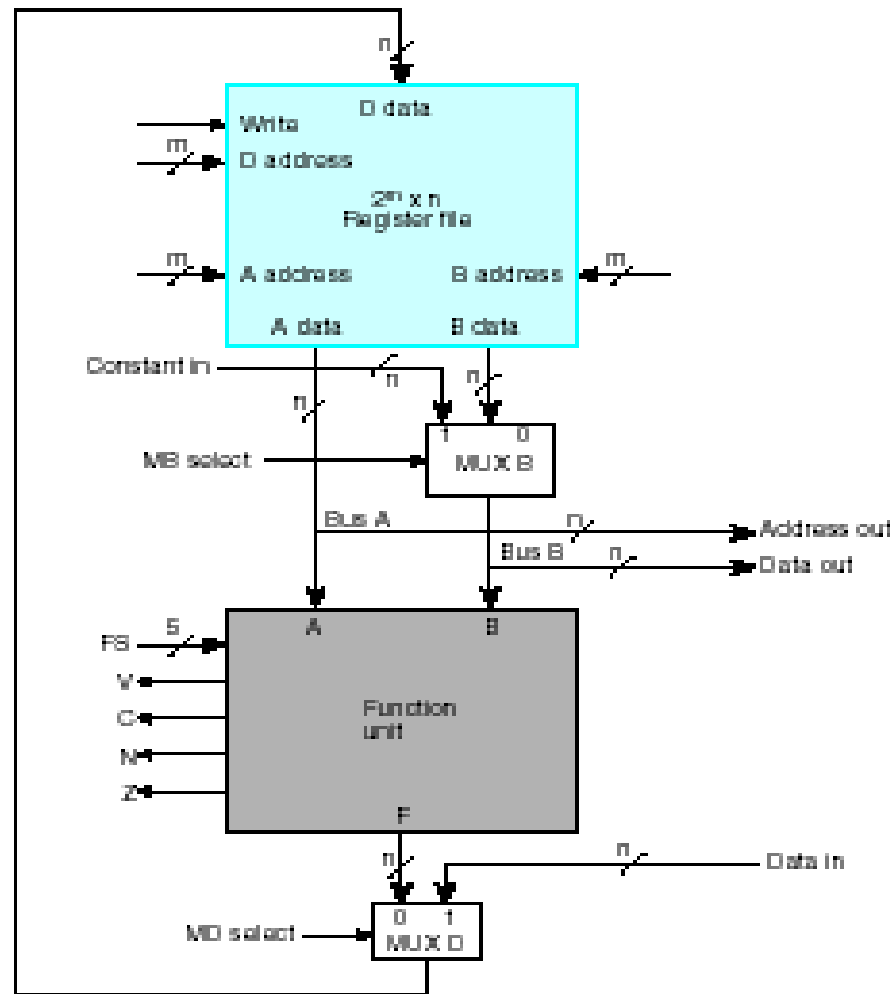 n
D data
Write
m
D address
2^m x n
Register file
m
A address
B address
m
A data
B data
Constant in
n
n
n
1
0
MB select
MUX B
Bus A
n
Address out
Bus B
n
Data out
A
B
FS
5
V
C
N
Z
Function
unit
F
n
n
Data in
0
1
MD select
MUX D